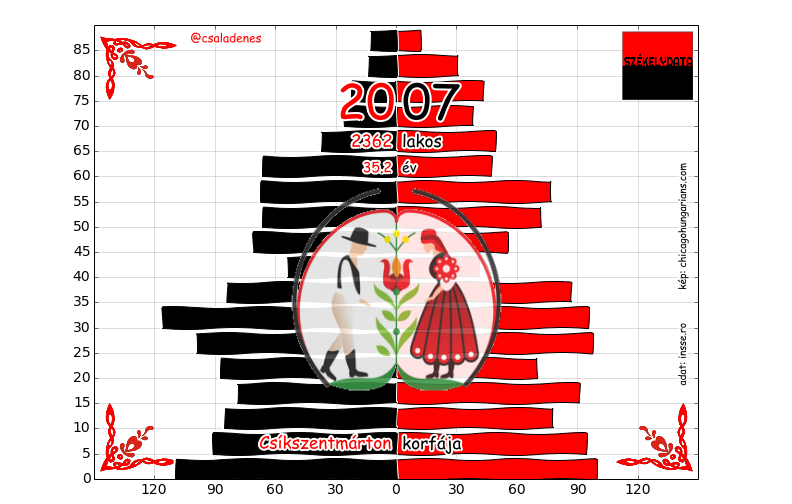 @csaladenes
SZÉKELYDATA
2007
2362 lakos
35,2 év
kép: chicagohungarians.com
adat: insse.ro
Csíkszentmárton korfája
85
80
75
70
65
60
55
50
45
40
35
30
25
20
15
10
5
0
120 90 60 30 0 30 60 90 120